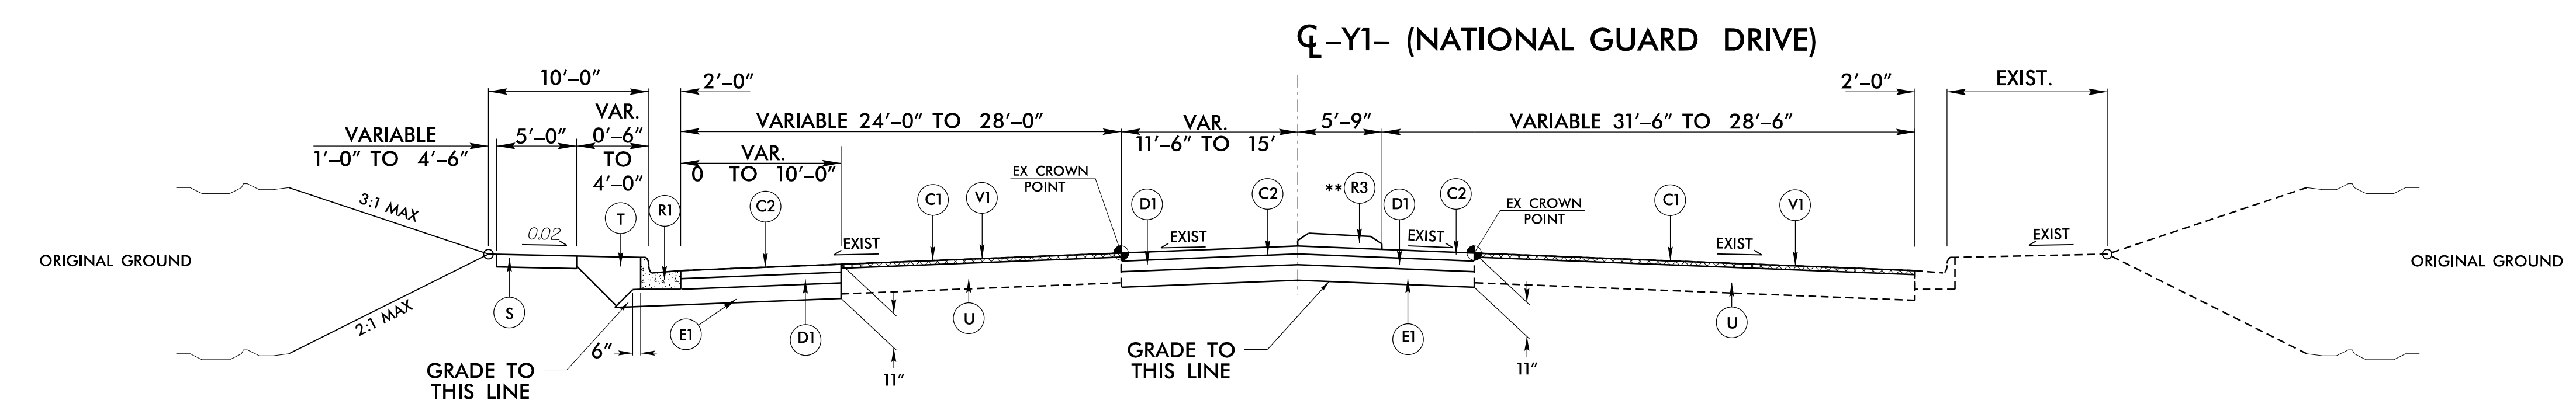 ℄ –Y1– (NATIONAL GUARD DRIVE)
10'–0"
2'–0"
2'–0"
EXIST.
VARIABLE
1'–0" TO 4'–6"
5'–0"
VAR.
0'–6"
TO
4'–0"
VARIABLE 24'–0" TO 28'–0"
VAR.
11'–6" TO 15'
5'–9"
VARIABLE 31'–6" TO 28'–6"
VAR.
0 TO 10'–0"
EX CROWN
POINT
EX CROWN
POINT
3:1 MAX
0.02
T
R1
C2
C1
V1
D1
C2
**
R3
D1
C2
C1
V1
EXIST
EXIST
EXIST
EXIST
EXIST
ORIGINAL GROUND
ORIGINAL GROUND
2:1 MAX
S
E1
D1
U
E1
U
6"
11"
11"
GRADE TO
THIS LINE
GRADE TO
THIS LINE